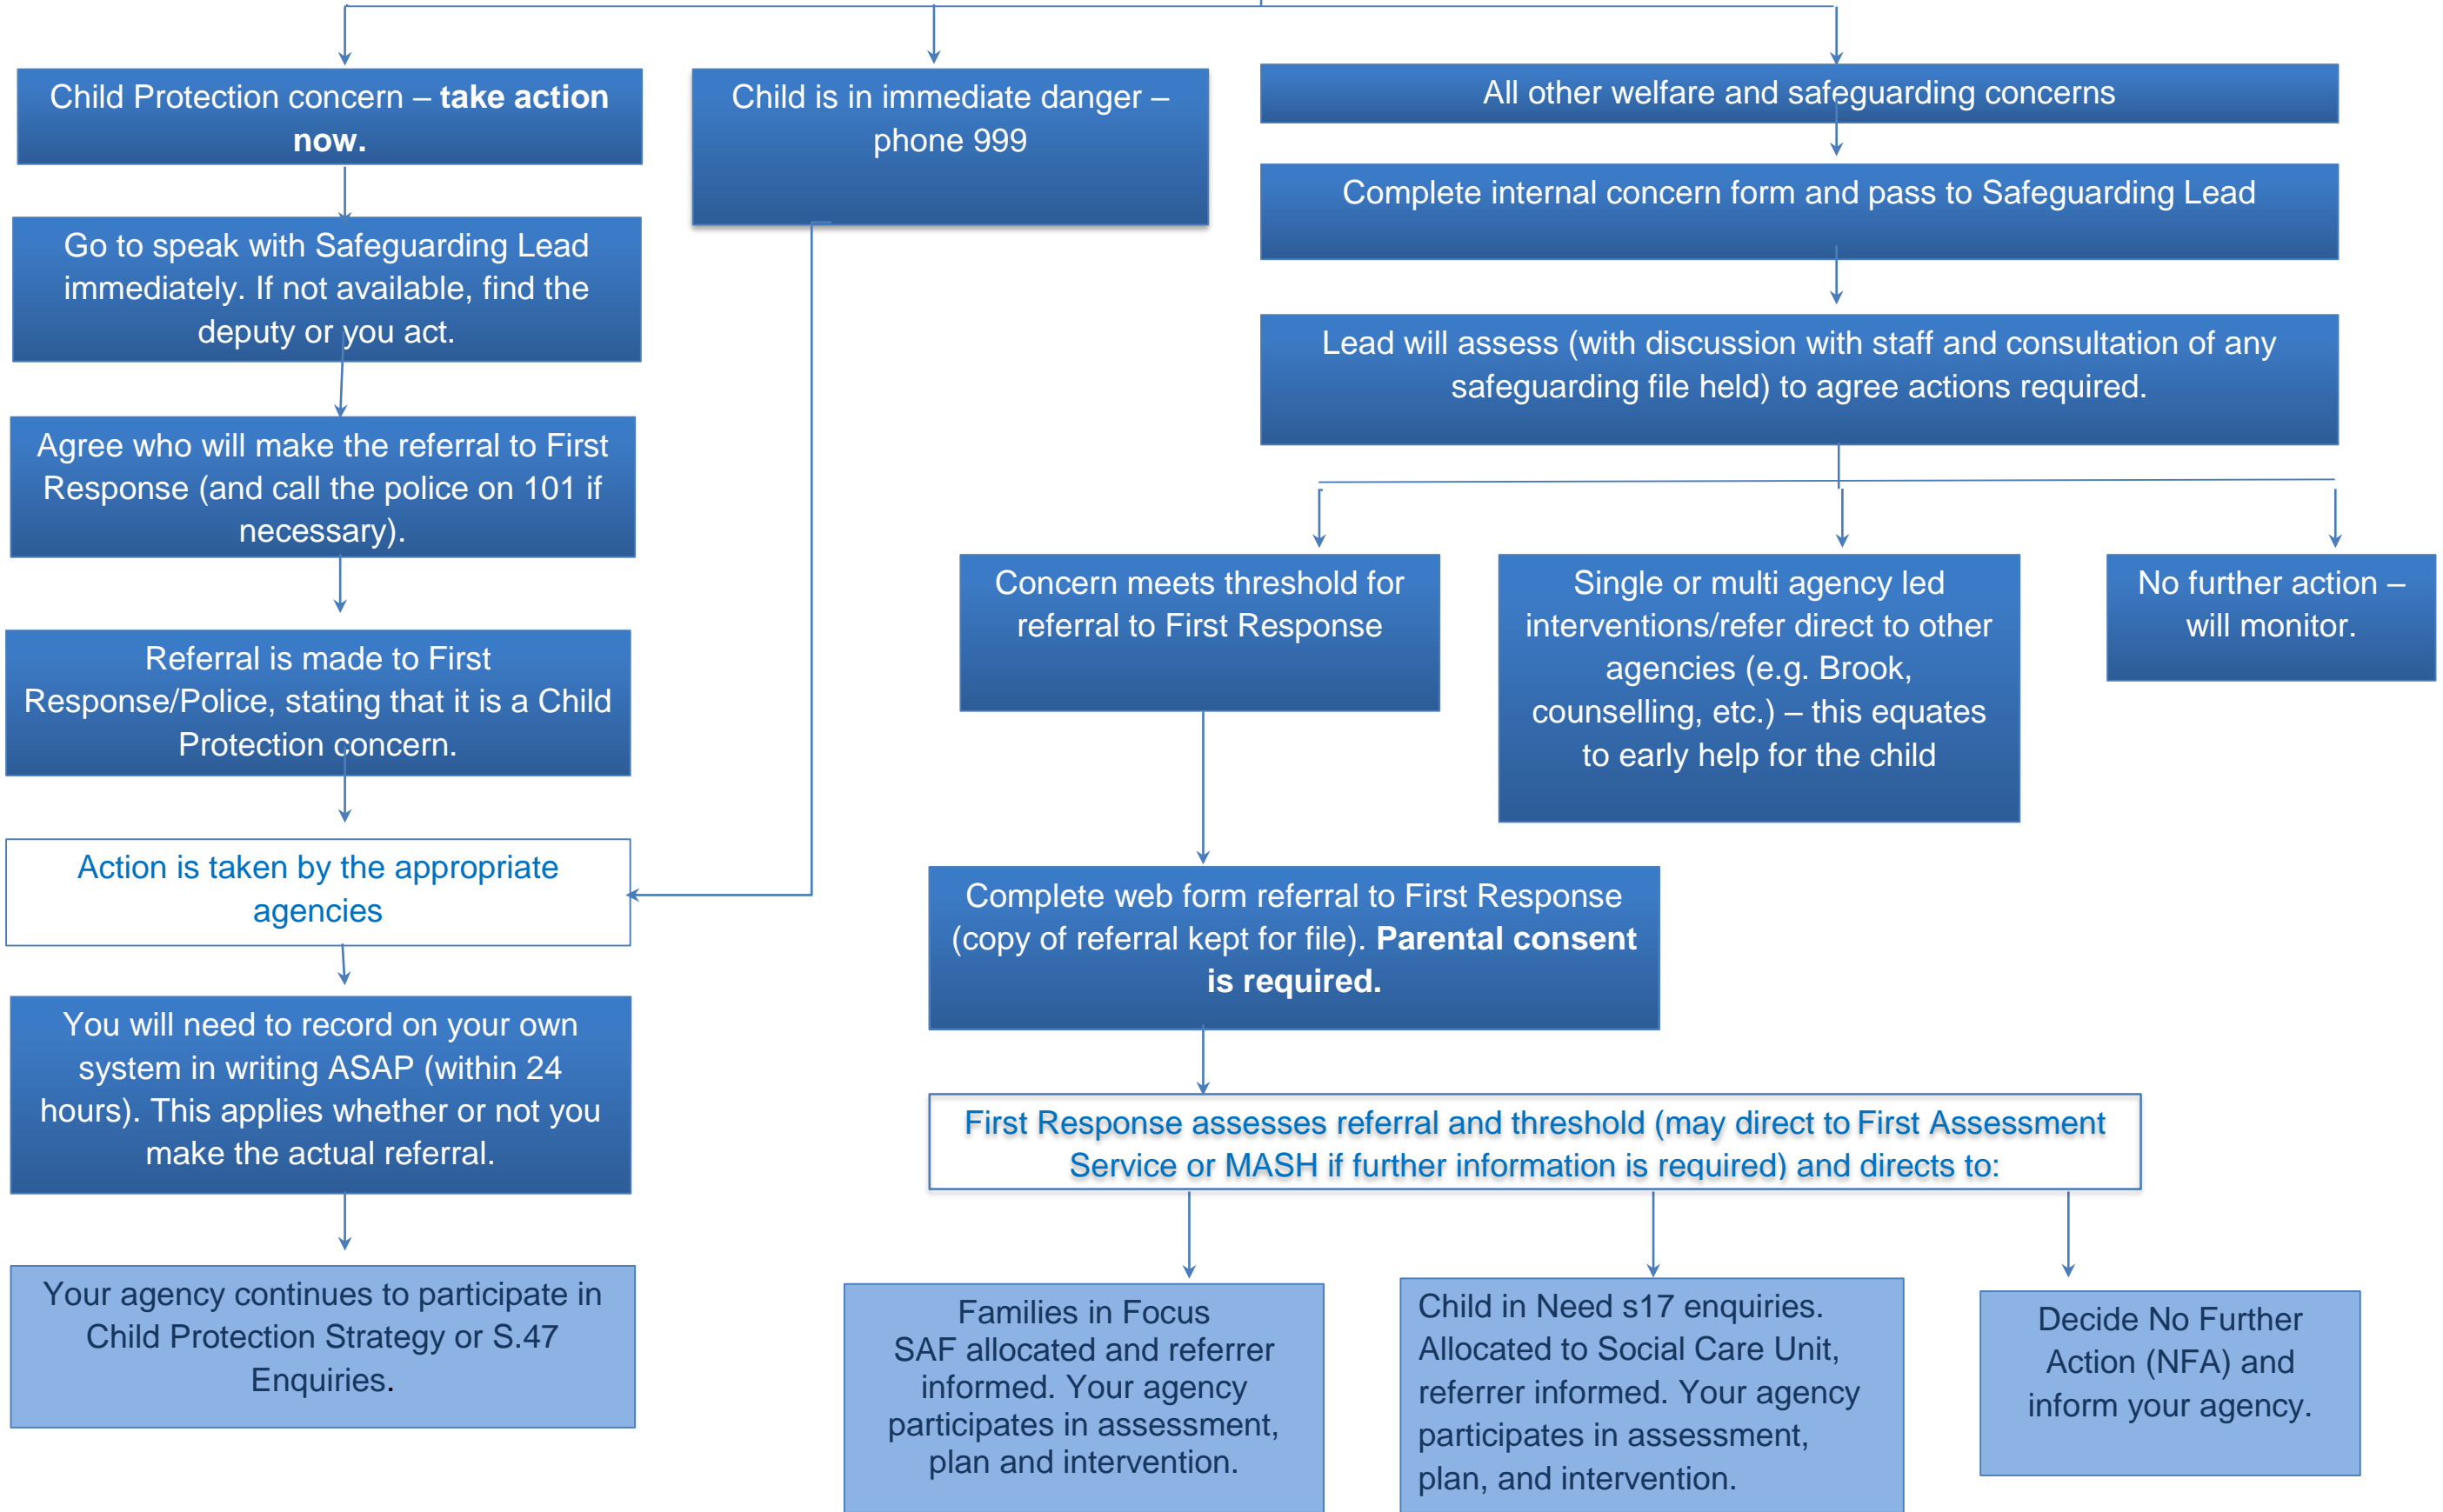 Child Protection concern – take action
now.
Child is in immediate danger –
phone 999
All other welfare and safeguarding concerns
Complete internal concern form and pass to Safeguarding Lead
Go to speak with Safeguarding Lead
immediately. If not available, find the
deputy or you act.
Lead will assess (with discussion with staff and consultation of any
safeguarding file held) to agree actions required.
Agree who will make the referral to First
Response (and call the police on 101 if
necessary).
Concern meets threshold for
referral to First Response
Single or multi agency led
interventions/refer direct to other
agencies (e.g. Brook,
counselling, etc.) – this equates
to early help for the child
No further action –
will monitor.
Referral is made to First
Response/Police, stating that it is a Child
Protection concern.
Action is taken by the appropriate
agencies
Complete web form referral to First Response
(copy of referral kept for file). Parental consent
is required.
You will need to record on your own
system in writing ASAP (within 24
hours). This applies whether or not you
make the actual referral.
First Response assesses referral and threshold (may direct to First Assessment
Service or MASH if further information is required) and directs to:
Your agency continues to participate in
Child Protection Strategy or S.47
Enquiries.
Families in Focus
SAF allocated and referrer
informed. Your agency
participates in assessment,
plan and intervention.
Child in Need s17 enquiries.
Allocated to Social Care Unit,
referrer informed. Your agency
participates in assessment,
plan, and intervention.
Decide No Further
Action (NFA) and
inform your agency.